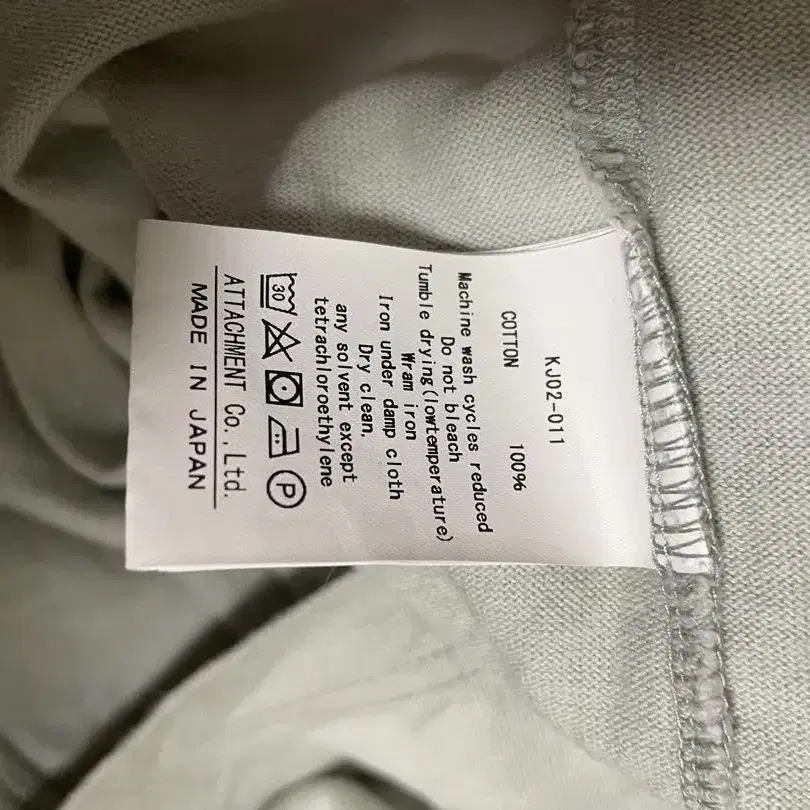 KJ02-011
COTTON 100%
Machine wash cycles reduced
Do not bleach
Tumble drying(lowtemperature)
Wram iron
Iron under damp cloth
Dry clean.
any solvent except
tetrachloroethylene
30 P
ATTACHMENT Co.,Ltd.
MADE IN JAPAN